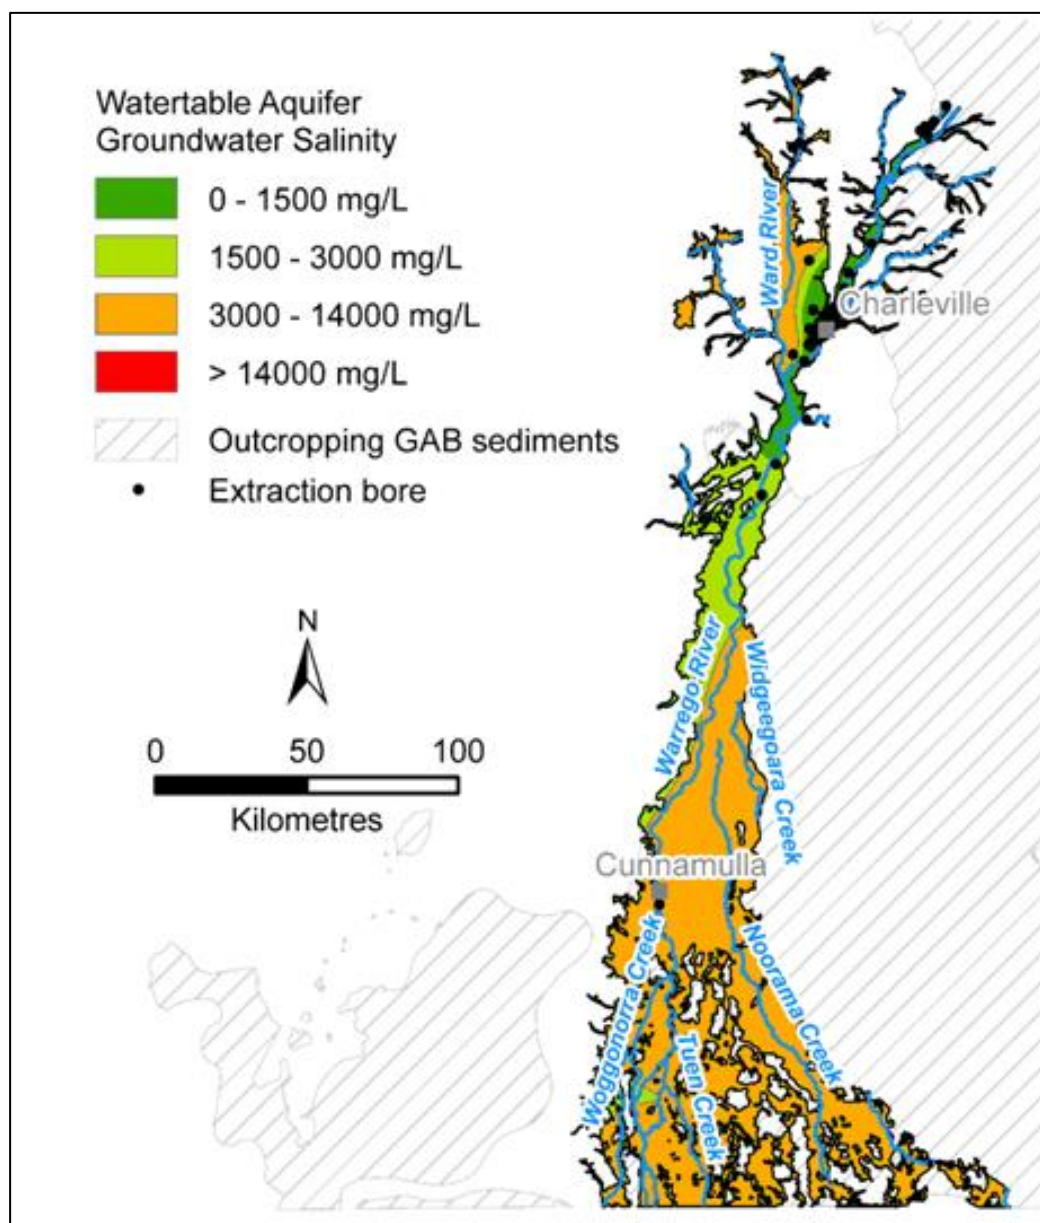 Watertable Aquifer
Groundwater Salinity
0 - 1500 mg/L
1500 - 3000 mg/L
3000 - 14000 mg/L
> 14000 mg/L
Outcropping GAB sediments
Extraction bore
N
0 50 100
Kilometres
Ward River
Charleville
Warrego River
Widgeegoara Creek
Cunnamulla
Woggonorra Creek
Noorama Creek
Tuen Creek